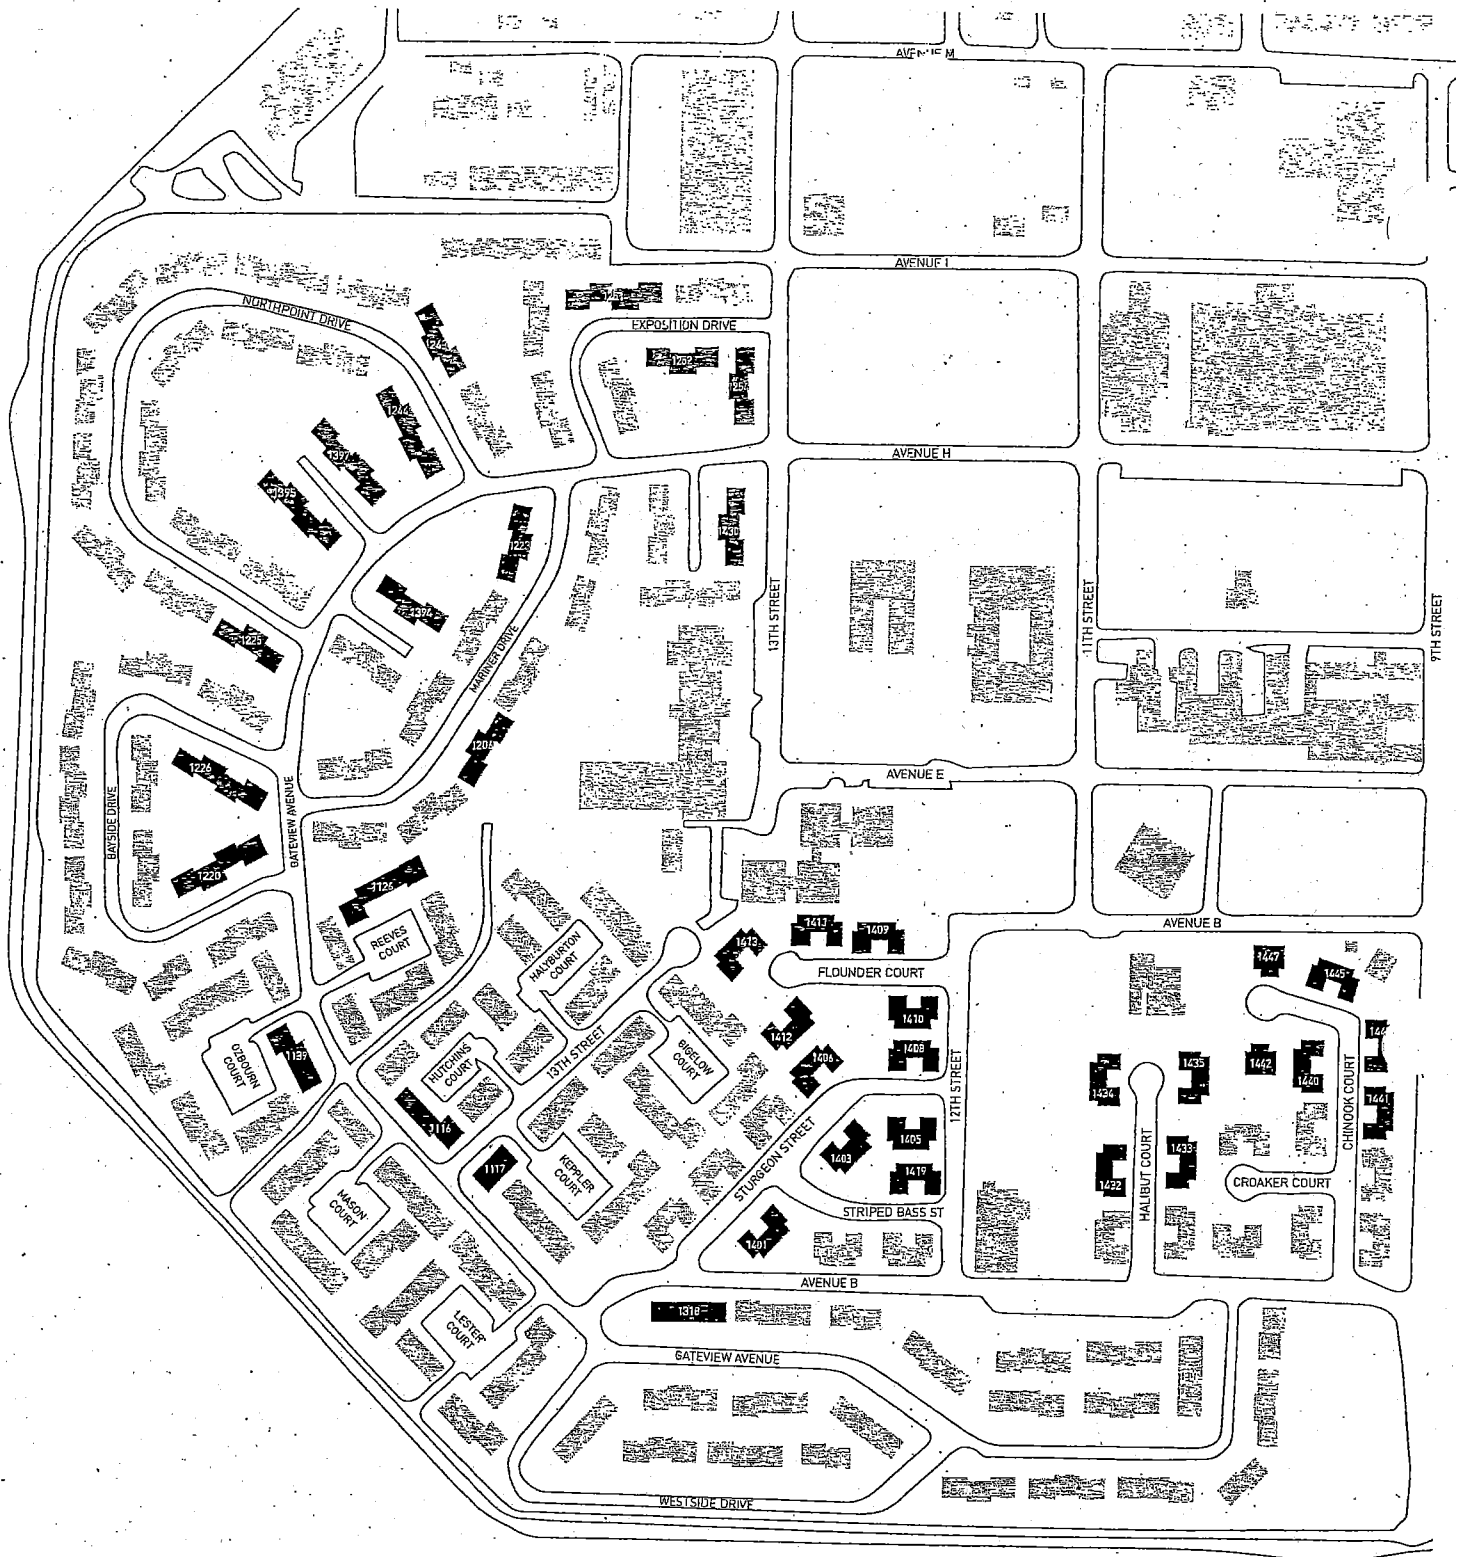 AVENUE M
AVENUE I
NORTHPOINT DRIVE
EXPOSITION DRIVE
1244
1397
1395
AVENUE H
1223
1394
1225
MARINER DRIVE
13TH STREET
11TH STREET
9TH STREET
1204
1226
AVENUE E
BAYSIDE DRIVE
GATEVIEW AVENUE
1220
1126
REEVES
COURT
HALYBURTON
COURT
1413
1411
1409
FLOUNDER COURT
AVENUE B
1447
1445
1412
1410
1408
1406
OZBOURN
COURT
1139
HUTCHINS
COURT
13TH STREET
BIGELOW
COURT
12TH STREET
1434
1435
1442
1440
CHINOOK COURT
1441
1116
1117
KEPPLER
COURT
STURGEON STREET
1403
1405
1419
1432
1433
HALIBUT COURT
CROAKER COURT
MASON
COURT
STRIPED BASS ST
1401
AVENUE B
1318
LESTER
COURT
GATEVIEW AVENUE
WESTSIDE DRIVE